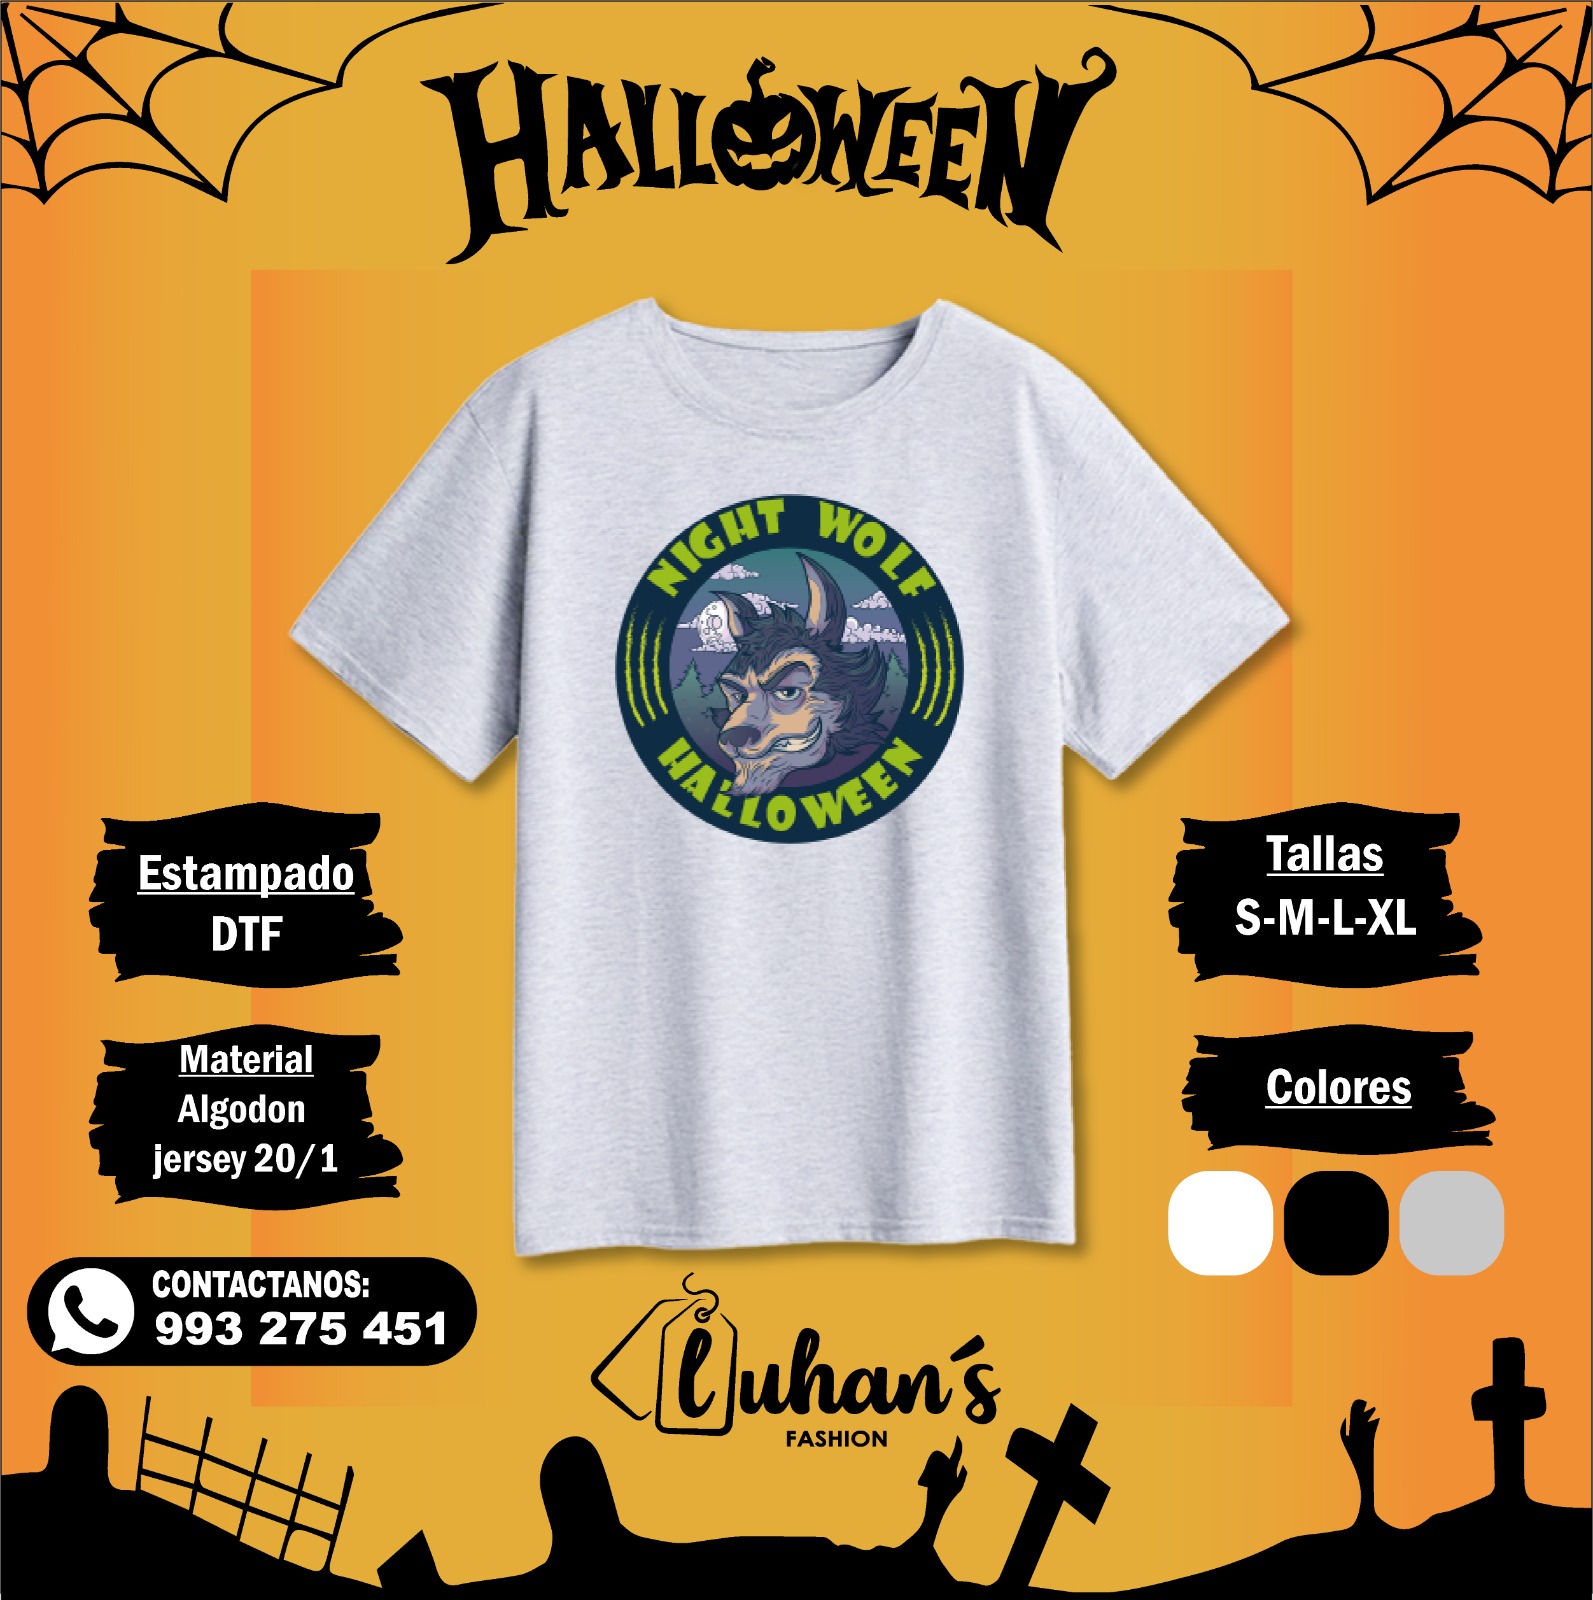 HALLOWEEN
NIGHT WOLF
HALLOWEEN
Estampado
DTF
Material
Algodon
jersey 20/1
Tallas
S-M-L-XL
Colores
CONTACTANOS:
993 275 451
luhan´s
FASHION